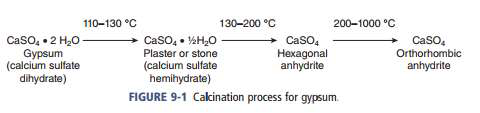 110–130 °C 130–200 °C 200–1000 °C
CaSO₄ • 2 H₂O CaSO₄ • ½H₂O CaSO₄ CaSO₄
Gypsum Plaster or stone Hexagonal Orthorhombic
(calcium sulfate (calcium sulfate anhydrite anhydrite
dihydrate) hemihydrate)
FIGURE 9-1 Calcination process for gypsum.